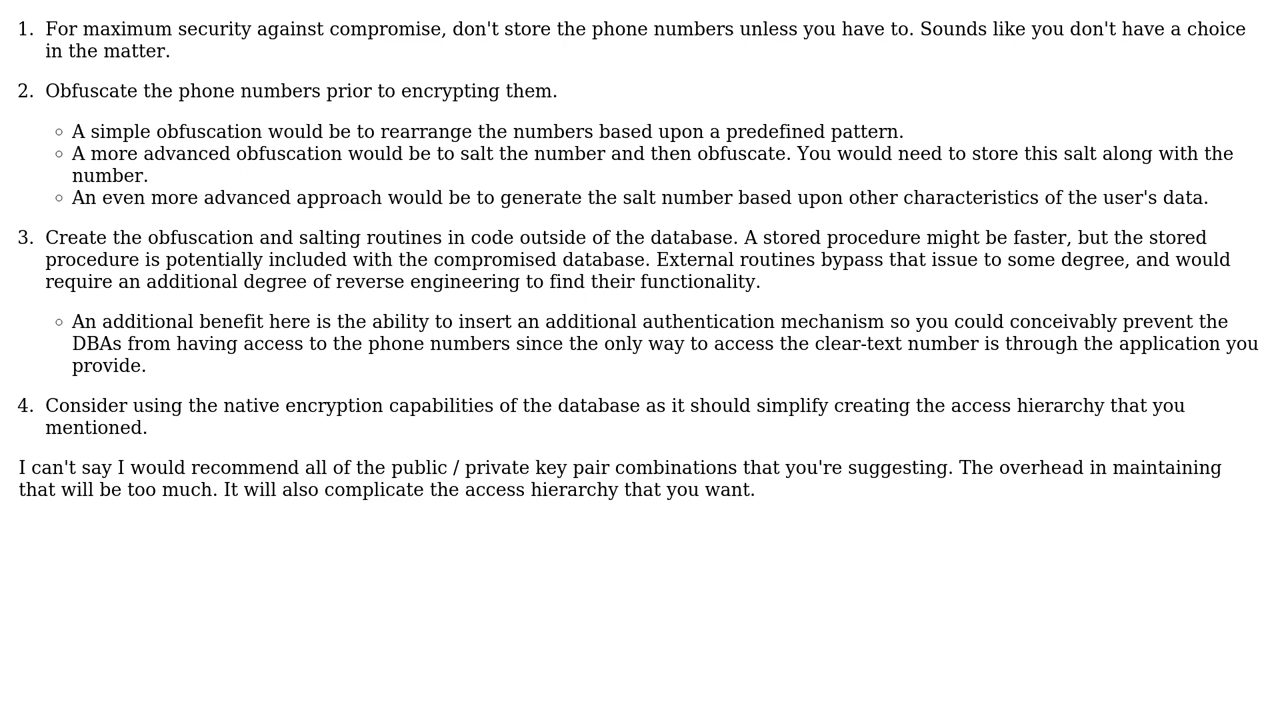 1. For maximum security against compromise, don't store the phone numbers unless you have to. Sounds like you don't have a choice
in the matter.
2. Obfuscate the phone numbers prior to encrypting them.
◦ A simple obfuscation would be to rearrange the numbers based upon a predefined pattern.
◦ A more advanced obfuscation would be to salt the number and then obfuscate. You would need to store this salt along with the
number.
◦ An even more advanced approach would be to generate the salt number based upon other characteristics of the user's data.
3. Create the obfuscation and salting routines in code outside of the database. A stored procedure might be faster, but the stored
procedure is potentially included with the compromised database. External routines bypass that issue to some degree, and would
require an additional degree of reverse engineering to find their functionality.
◦ An additional benefit here is the ability to insert an additional authentication mechanism so you could conceivably prevent the
DBAs from having access to the phone numbers since the only way to access the clear-text number is through the application you
provide.
4. Consider using the native encryption capabilities of the database as it should simplify creating the access hierarchy that you
mentioned.
I can't say I would recommend all of the public / private key pair combinations that you're suggesting. The overhead in maintaining
that will be too much. It will also complicate the access hierarchy that you want.